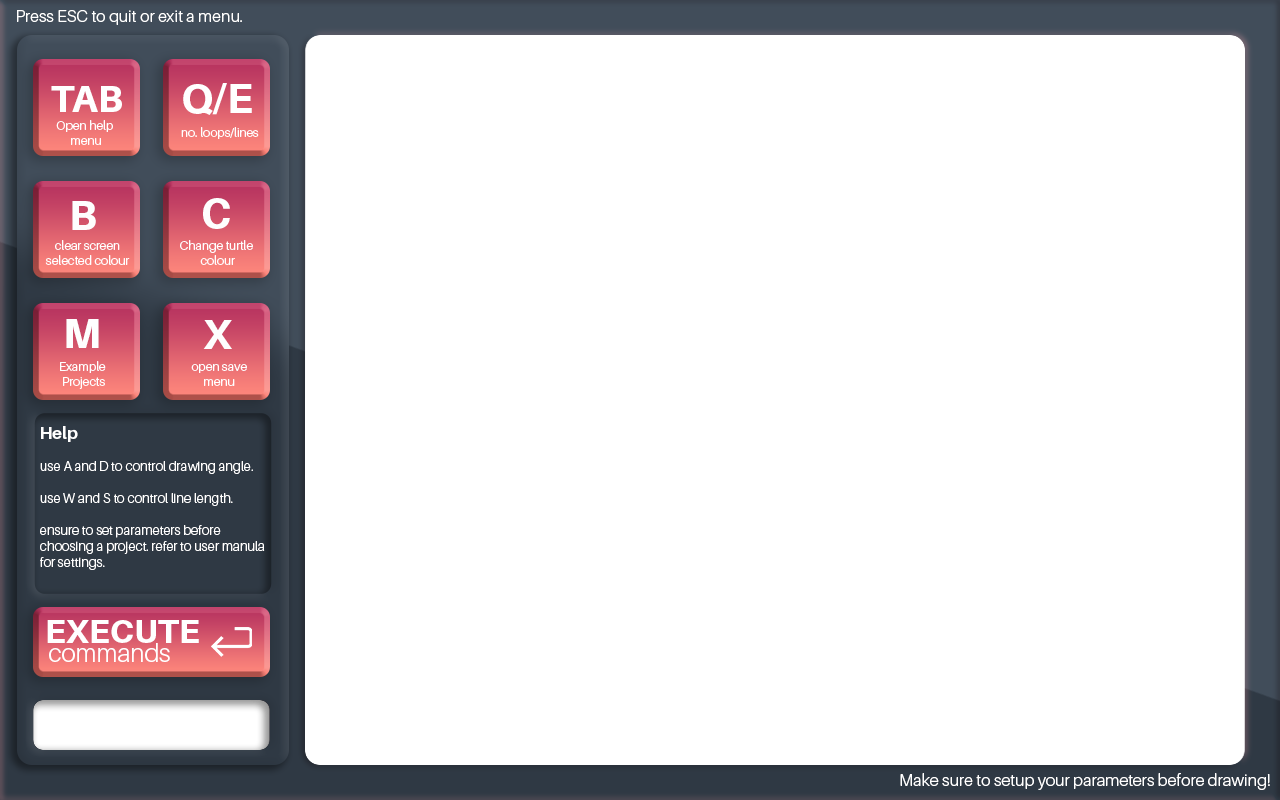 Press ESC to quit or exit a menu.
TAB
Open help
menu
Q/E
no. loops/lines
B
clear screen
selected colour
C
Change turtle
colour
M
Example
Projects
X
open save
menu
Help
use A and D to control drawing angle.
use W and S to control line length.
ensure to set parameters before
choosing a project. refer to user manula
for settings.
EXECUTE
commands
Make sure to setup your parameters before drawing!